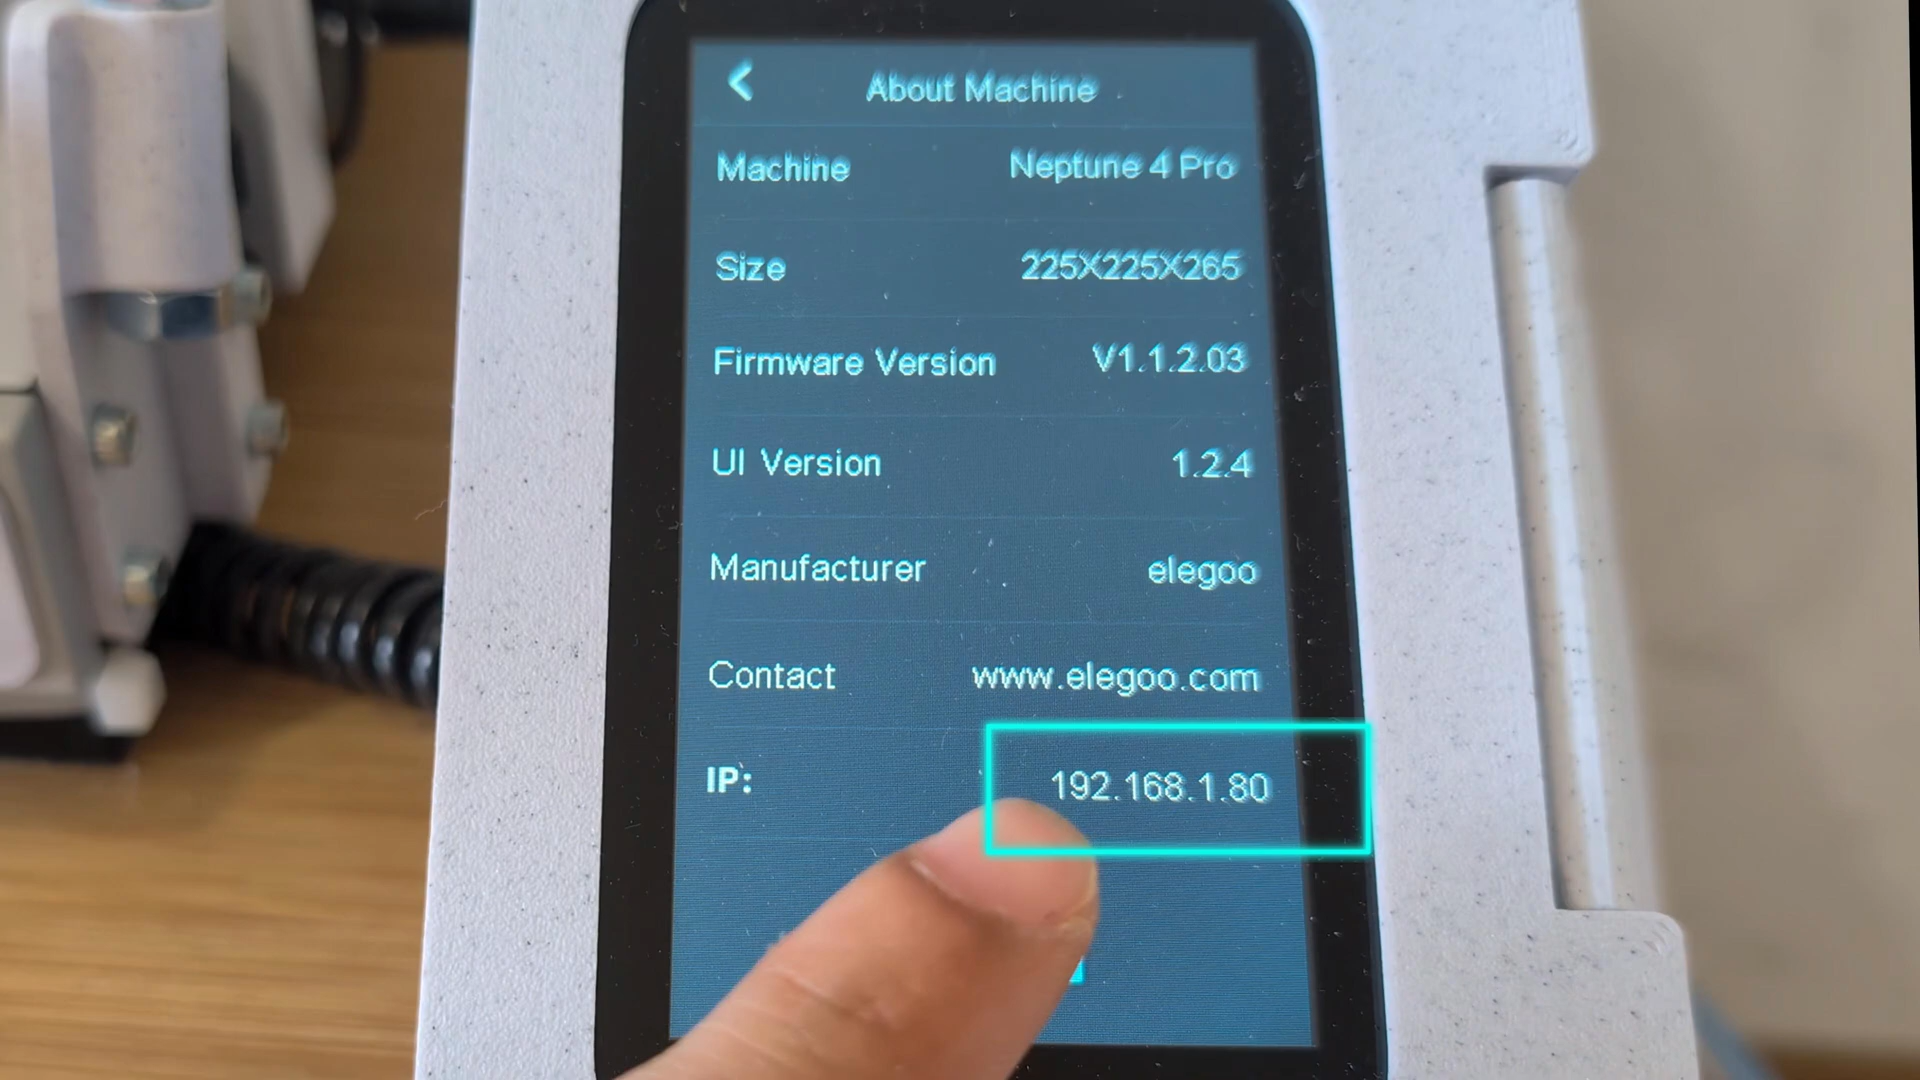 About Machine
Machine Neptune 4 Pro
Size 225X225X265
Firmware Version V1.1.2.03
UI Version 1.2.4
Manufacturer elegoo
Contact www.elegoo.com
IP: 192.168.1.80